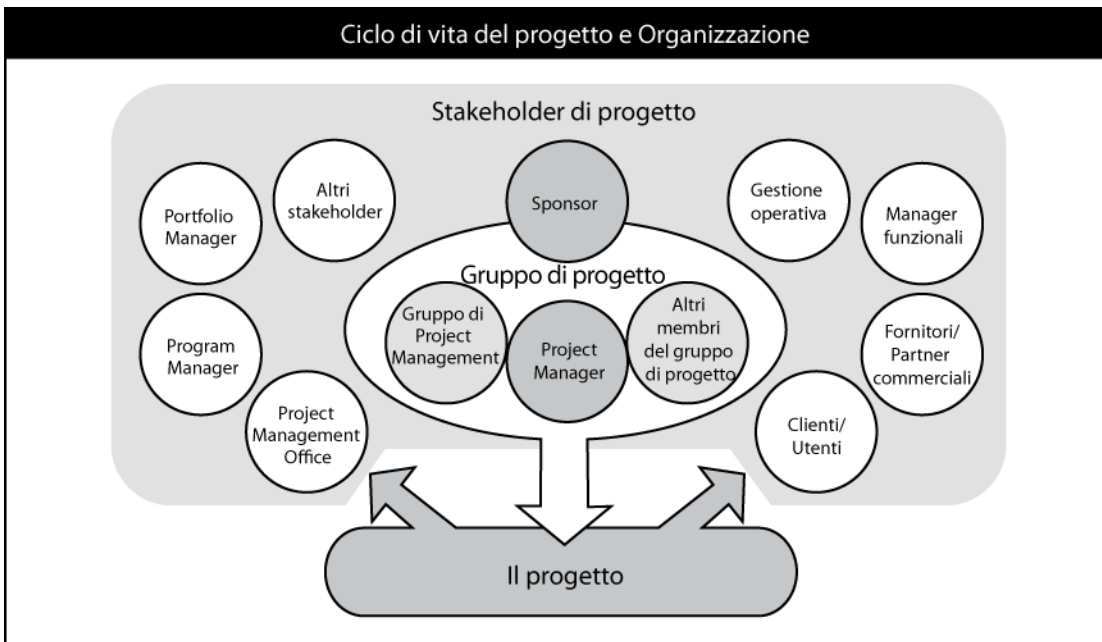 Ciclo di vita del progetto e Organizzazione
Stakeholder di progetto
Portfolio
Manager
Altri
stakeholder
Sponsor
Gestione
operativa
Manager
funzionali
Gruppo di progetto
Gruppo di
Project
Management
Project
Manager
Altri
membri
del gruppo
di progetto
Program
Manager
Fornitori/
Partner
commerciali
Project
Management
Office
Clienti/
Utenti
Il progetto